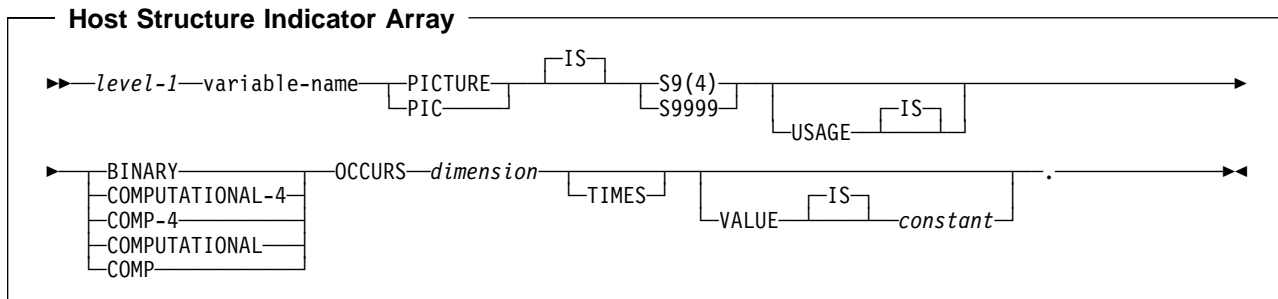 Host Structure Indicator Array
IS
level-1 variable-name PICTURE S9(4)
PIC S9999 IS
USAGE
BINARY OCCURS dimension .
COMPUTATIONAL-4 TIMES IS
COMP-4 VALUE constant
COMPUTATIONAL
COMP